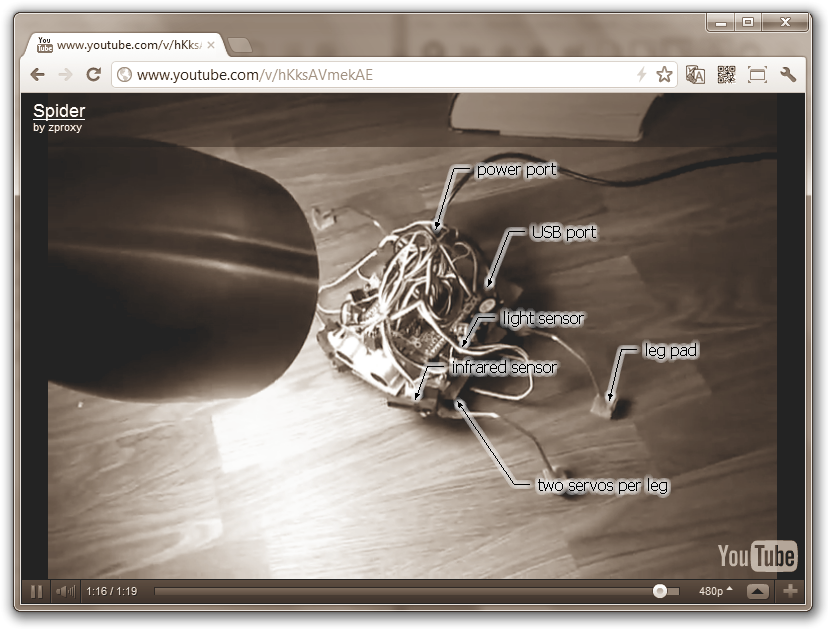 You Tube www.youtube.com/v/hKks
www.youtube.com/v/hKksAVmekAE
Spider
by zproxy
power port
USB port
light sensor
leg pad
infrared sensor
two servos per leg
YouTube
1:16 / 1:19
480p